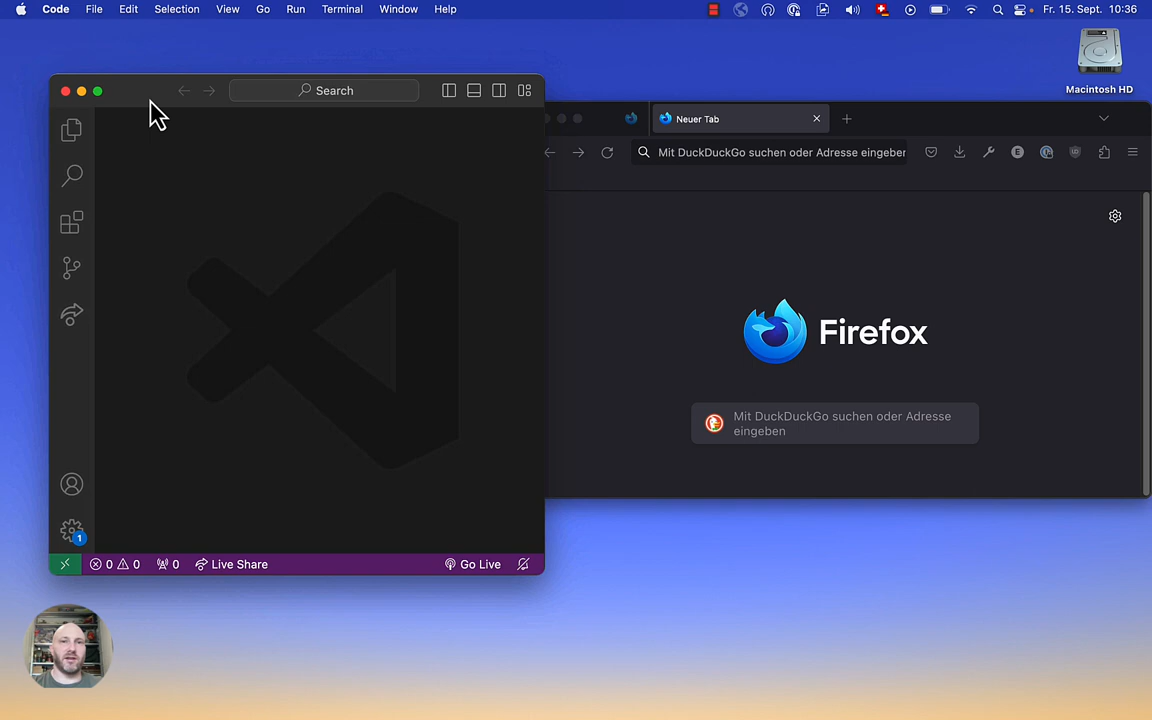 Code File Edit Selection View Go Run Terminal Window Help Fr. 15. Sept. 10:36
Macintosh HD
Search
Neuer Tab
Mit DuckDuckGo suchen oder Adresse eingeben
Firefox
Mit DuckDuckGo suchen oder Adresse
eingeben
1
0 0 0 Live Share Go Live